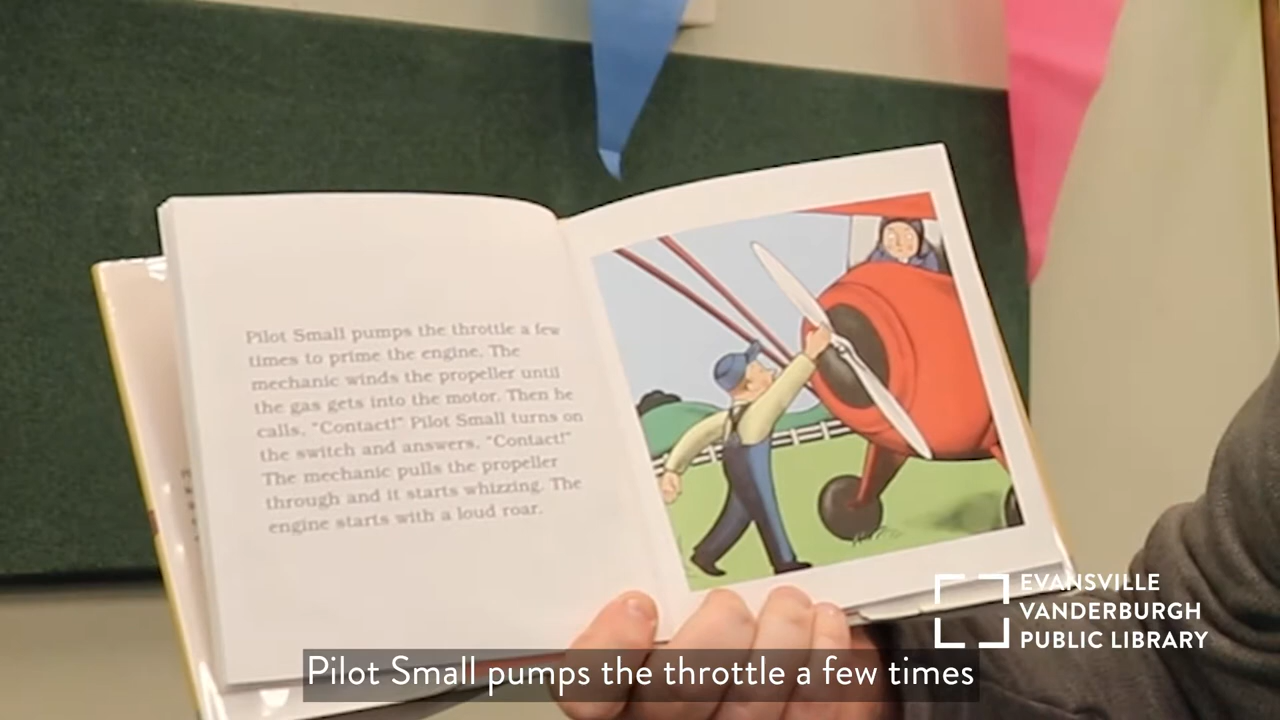 Pilot Small pumps the throttle a few
times to prime the engine. The
mechanic winds the propeller until
the gas gets into the motor. Then he
calls, "Contact!" Pilot Small turns on
the switch and answers, "Contact!"
The mechanic pulls the propeller
through and it starts whizzing. The
engine starts with a loud roar.
EVANSVILLE
VANDERBURGH
PUBLIC LIBRARY
Pilot Small pumps the throttle a few times